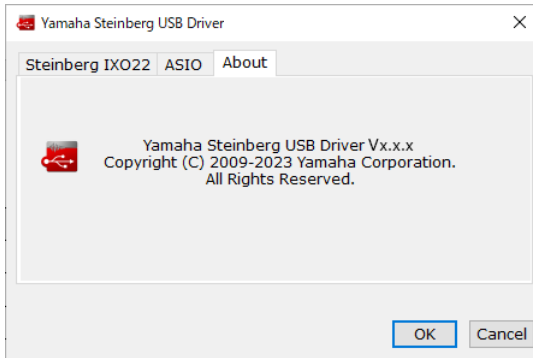 Yamaha Steinberg USB Driver
Steinberg IXO22 ASIO About
Yamaha Steinberg USB Driver Vx.x.x
Copyright (C) 2009-2023 Yamaha Corporation.
All Rights Reserved.
OK Cancel